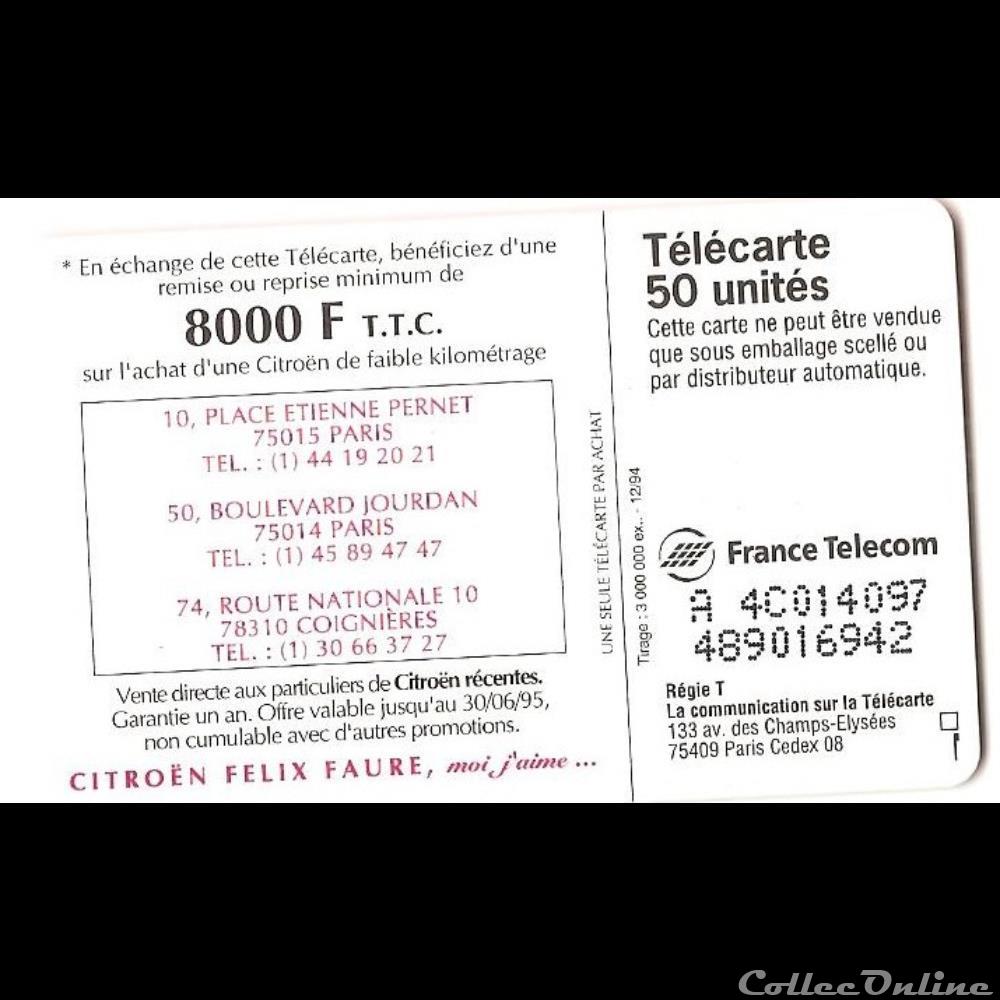 * En échange de cette Télécarte, bénéficiez d'une
remise ou reprise minimum de
8000 F T.T.C.
sur l'achat d'une Citroën de faible kilométrage
10, PLACE ETIENNE PERNET
75015 PARIS
TEL. : (1) 44 19 20 21
50, BOULEVARD JOURDAN
75014 PARIS
TEL. : (1) 45 89 47 47
74, ROUTE NATIONALE 10
78310 COIGNIÈRES
TEL. : (1) 30 66 37 27
Vente directe aux particuliers de Citroën récentes.
Garantie un an. Offre valable jusqu'au 30/06/95,
non cumulable avec d'autres promotions.
CITROËN FELIX FAURE, moi j'aime ...
UNE SEULE TÉLÉCARTE PAR ACHAT
Tirage : 3 000 000 ex.. - 12/94
Télécarte
50 unités
Cette carte ne peut être vendue
que sous emballage scellé ou
par distributeur automatique.
France Telecom
A 4C014097
489016942
Régie T
La communication sur la Télécarte
133 av. des Champs-Elysées
75409 Paris Cedex 08
CollecOnline